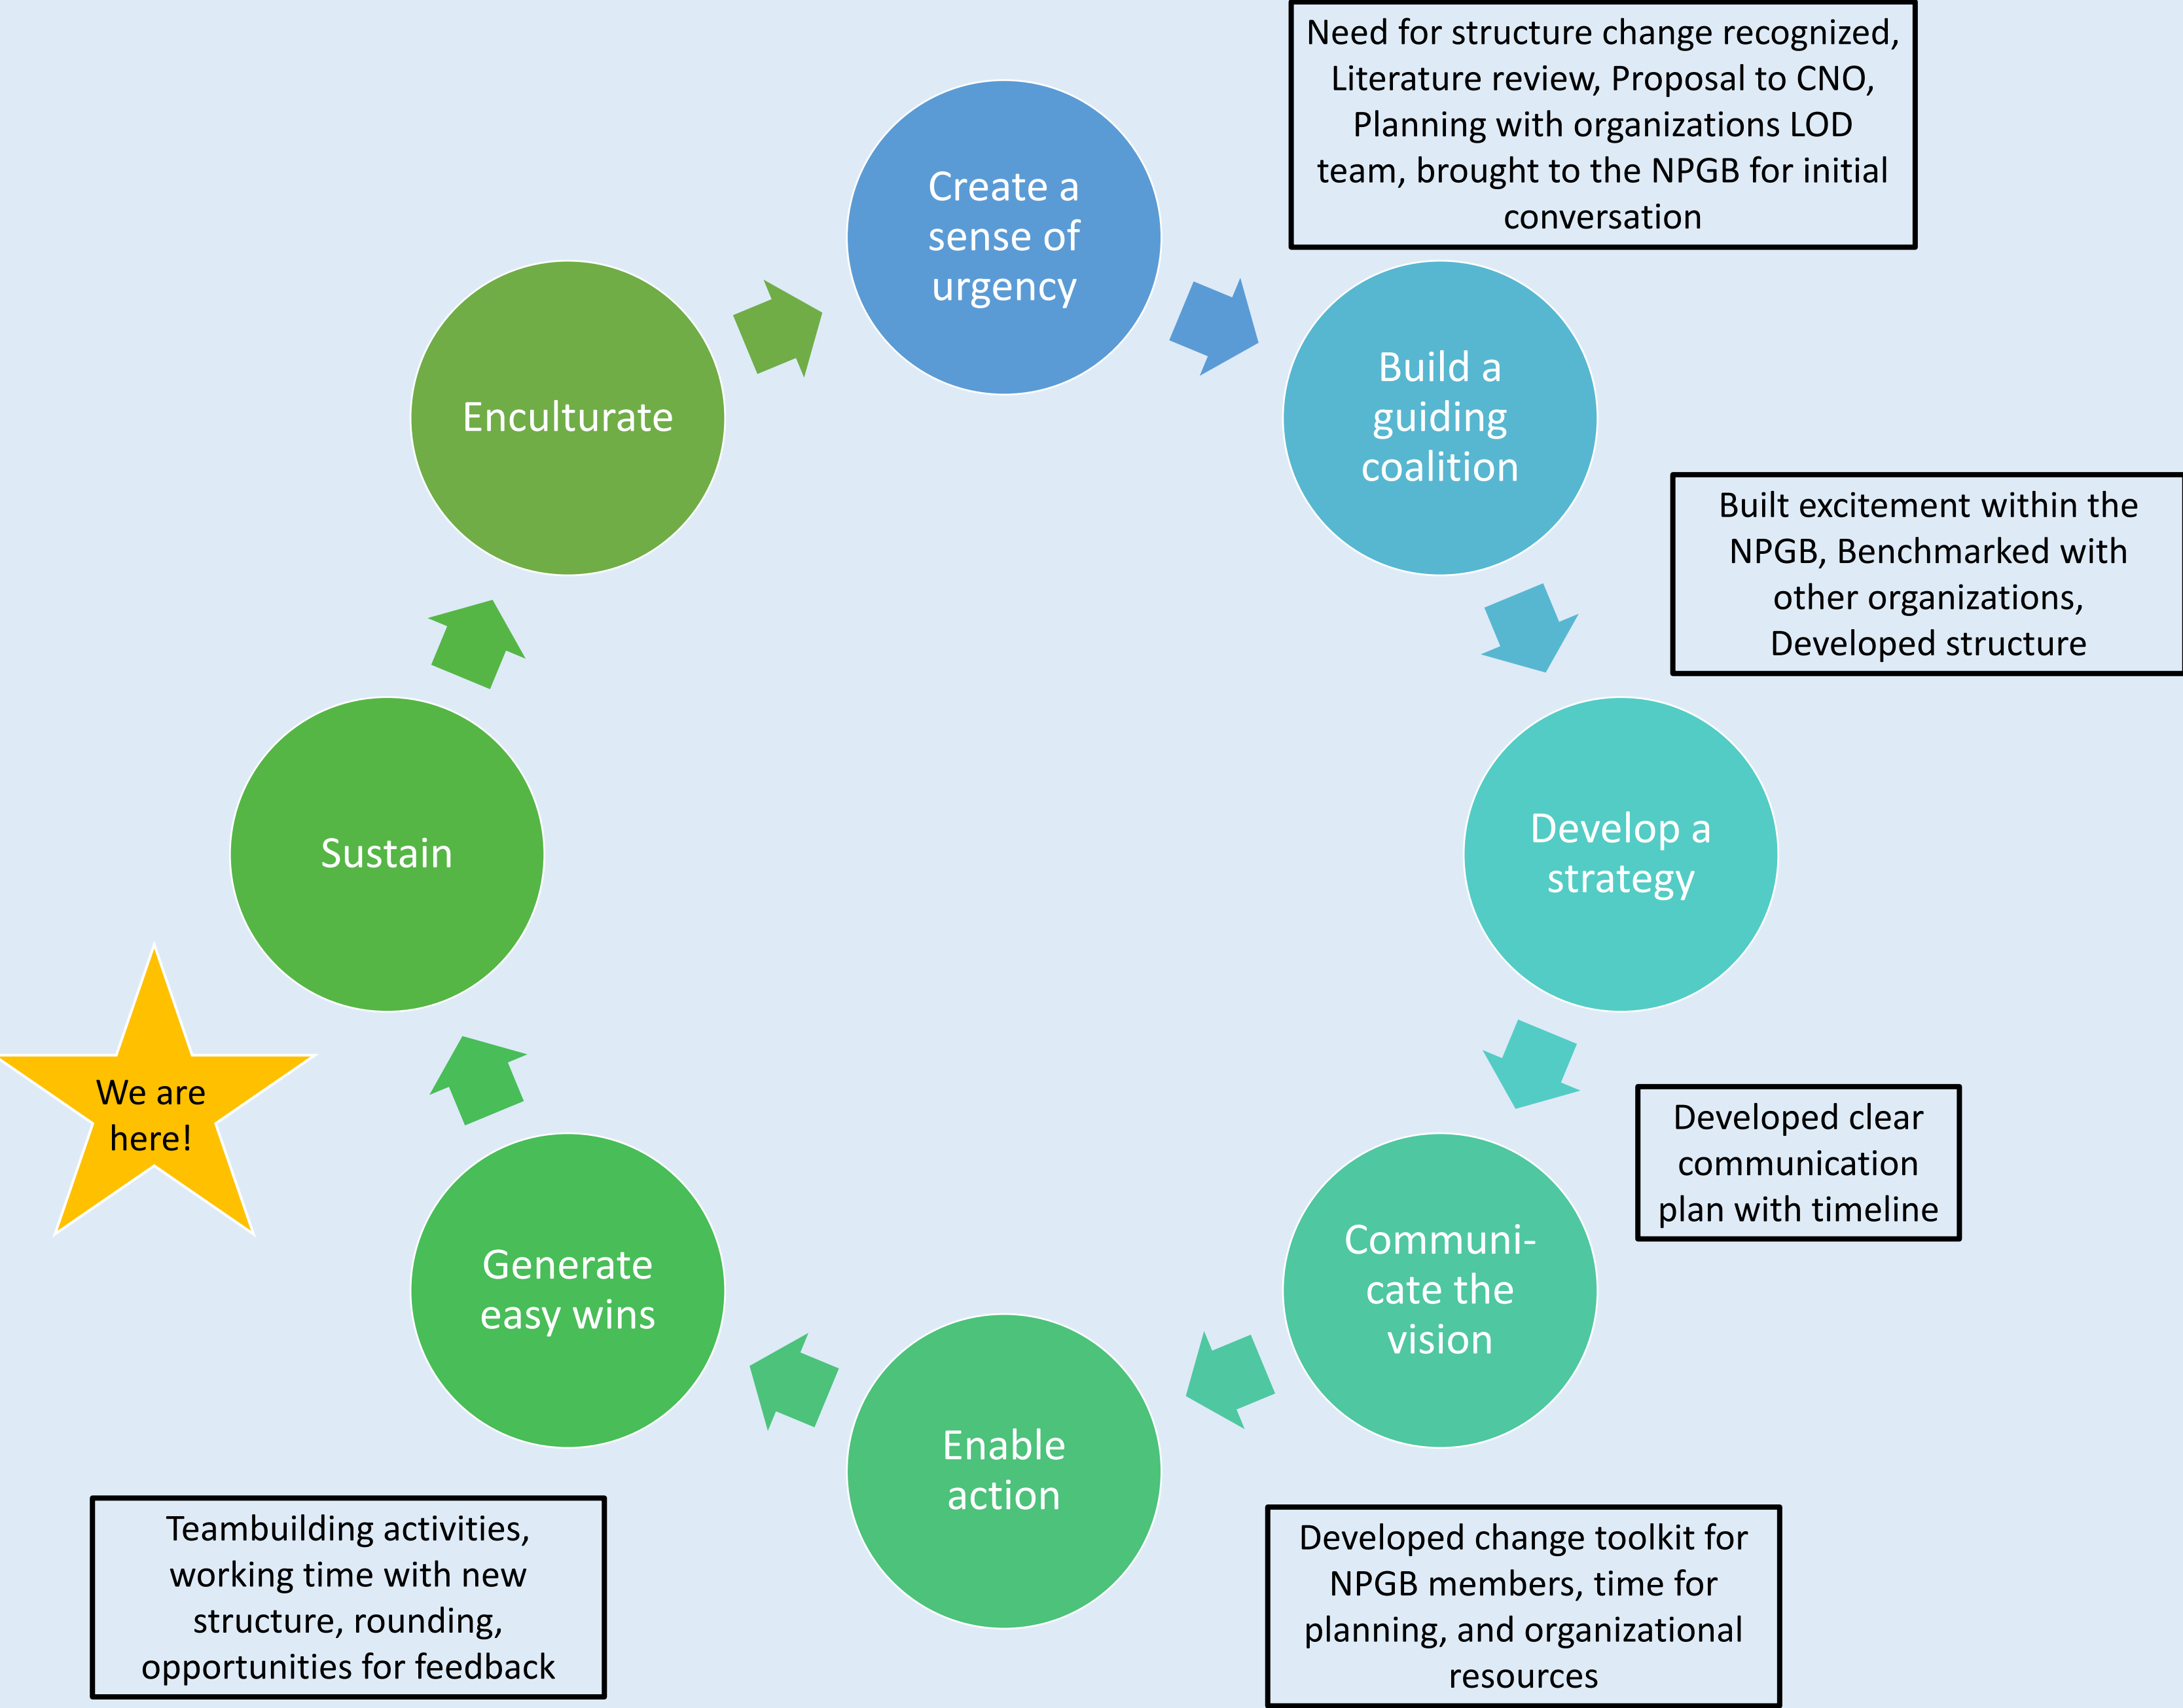 Need for structure change recognized,
Literature review, Proposal to CNO,
Planning with organizations LOD
team, brought to the NPGB for initial
conversation
Create a
sense of
urgency
Build a
guiding
coalition
Built excitement within the
NPGB, Benchmarked with
other organizations,
Developed structure
Develop a
strategy
Developed clear
communication
plan with timeline
Communi-
cate the
vision
Developed change toolkit for
NPGB members, time for
planning, and organizational
resources
Enable
action
Generate
easy wins
Teambuilding activities,
working time with new
structure, rounding,
opportunities for feedback
We are
here!
Sustain
Enculturate